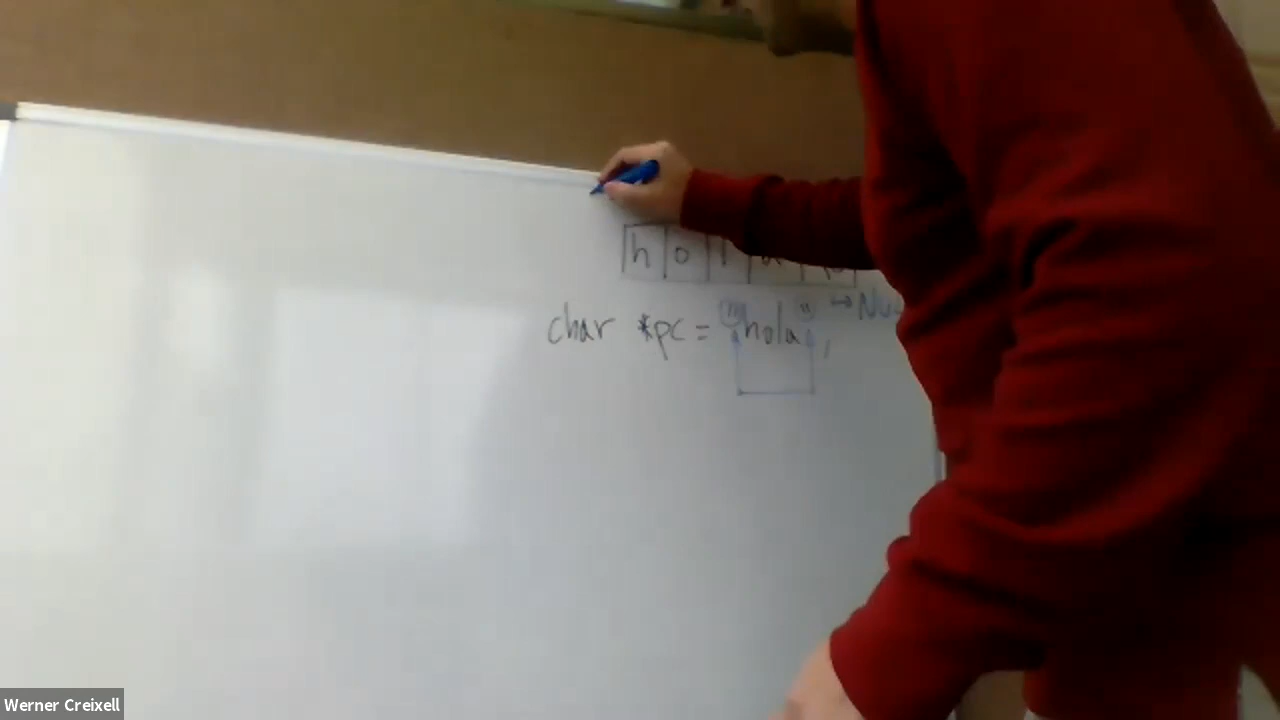 h o l
char *pc = "hola";
Werner Creixell